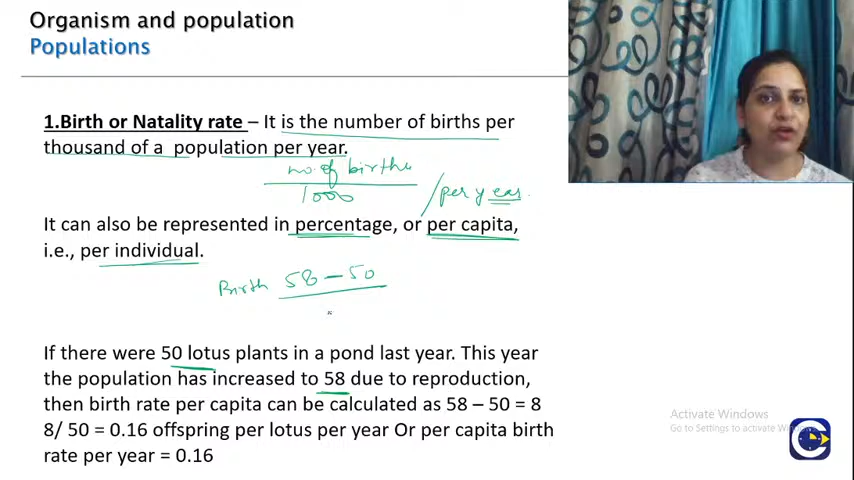 Organism and population
Populations
1.Birth or Natality rate – It is the number of births per
thousand of a population per year.
no. of births
1000 / per year.
It can also be represented in percentage, or per capita,
i.e., per individual.
Birth 58 – 50
If there were 50 lotus plants in a pond last year. This year
the population has increased to 58 due to reproduction,
then birth rate per capita can be calculated as 58 – 50 = 8
8/ 50 = 0.16 offspring per lotus per year Or per capita birth
rate per year = 0.16
Activate Windows
Go to Settings to activate Wi